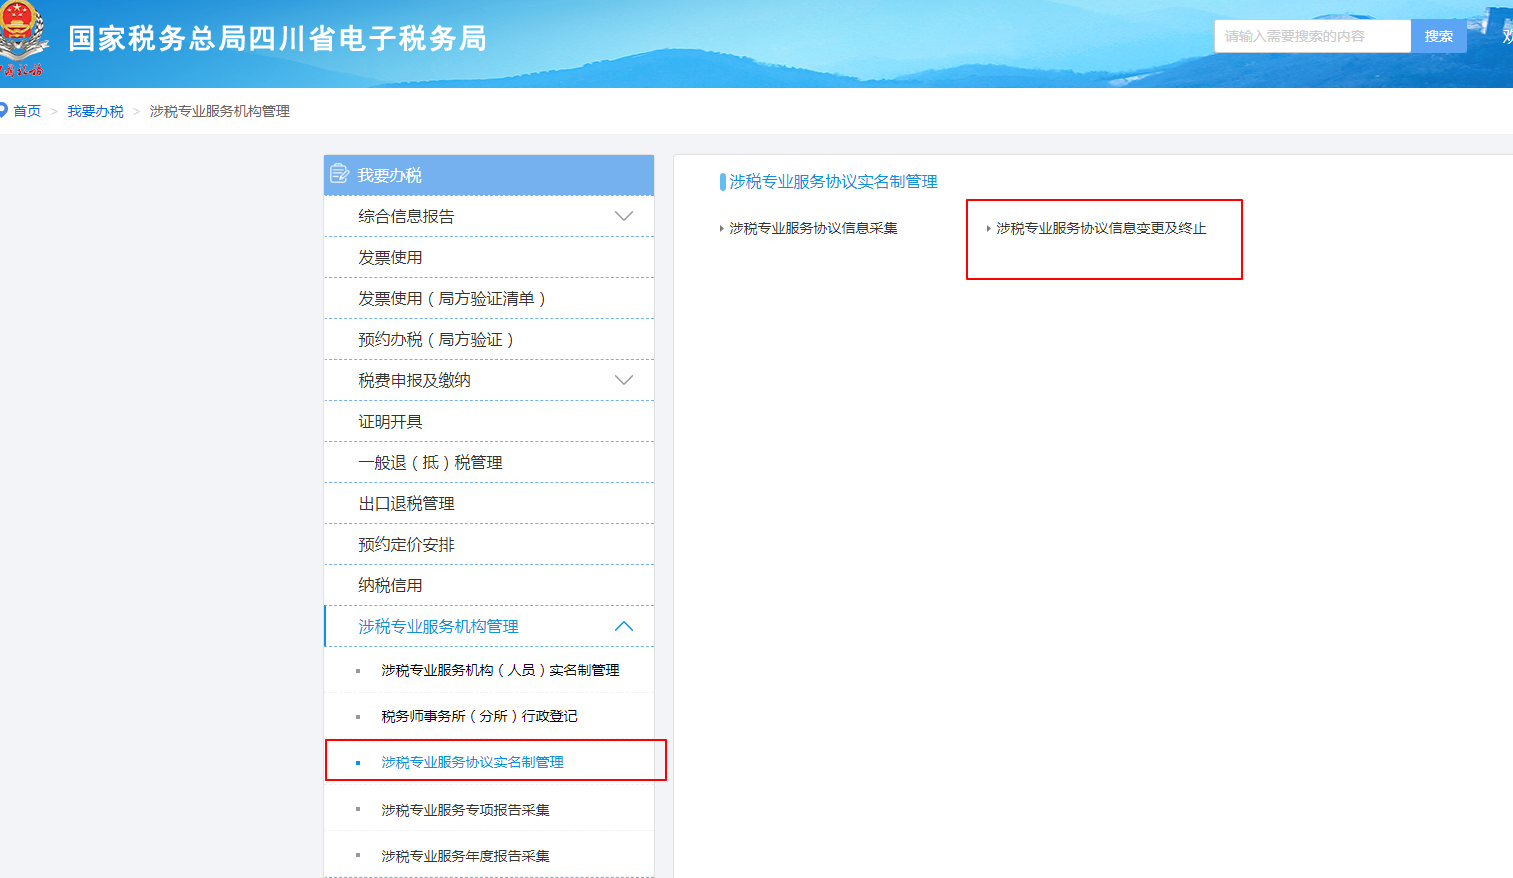 国家税务总局四川省电子税务局
请输入需要搜索的内容
搜索
中国税务
首页 > 我要办税 > 涉税专业服务机构管理
我要办税
综合信息报告
发票使用
发票使用（局方验证清单）
预约办税（局方验证）
税费申报及缴纳
证明开具
一般退（抵）税管理
出口退税管理
预约定价安排
纳税信用
涉税专业服务机构管理
涉税专业服务机构（人员）实名制管理
税务师事务所（分所）行政登记
涉税专业服务协议实名制管理
涉税专业服务专项报告采集
涉税专业服务年度报告采集
涉税专业服务协议实名制管理
涉税专业服务协议信息采集
涉税专业服务协议信息变更及终止